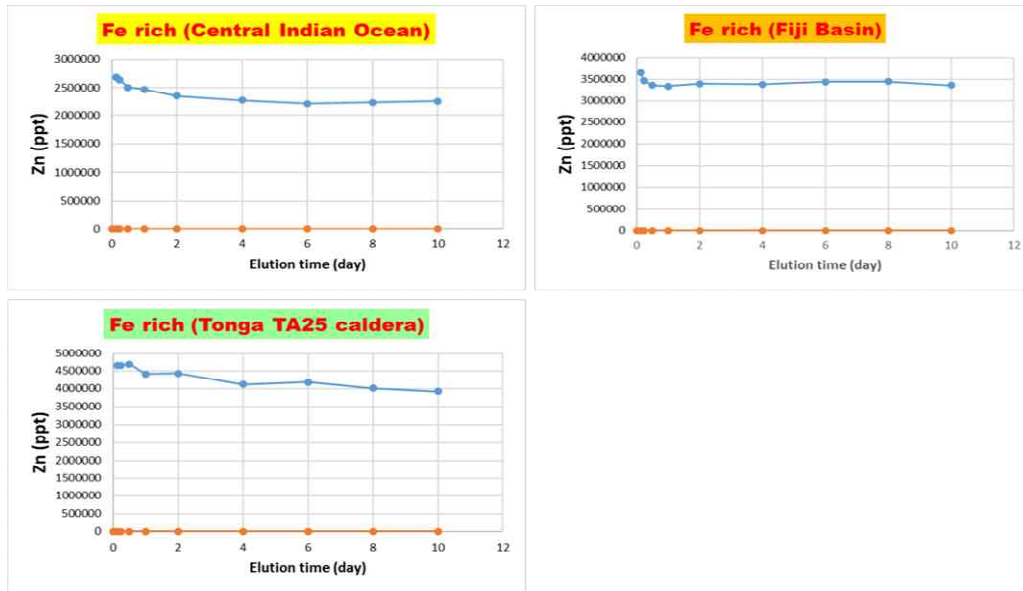 Fe rich (Central Indian Ocean)
3000000
2500000
2000000
1500000
1000000
500000
0
0 2 4 6 8 10 12
Zn (ppt)
Elution time (day)
Fe rich (Fiji Basin)
4000000
3500000
3000000
2500000
2000000
1500000
1000000
500000
0
0 2 4 6 8 10 12
Zn (ppt)
Elution time (day)
Fe rich (Tonga TA25 caldera)
5000000
4500000
4000000
3500000
3000000
2500000
2000000
1500000
1000000
500000
0
0 2 4 6 8 10 12
Zn (ppt)
Elution time (day)